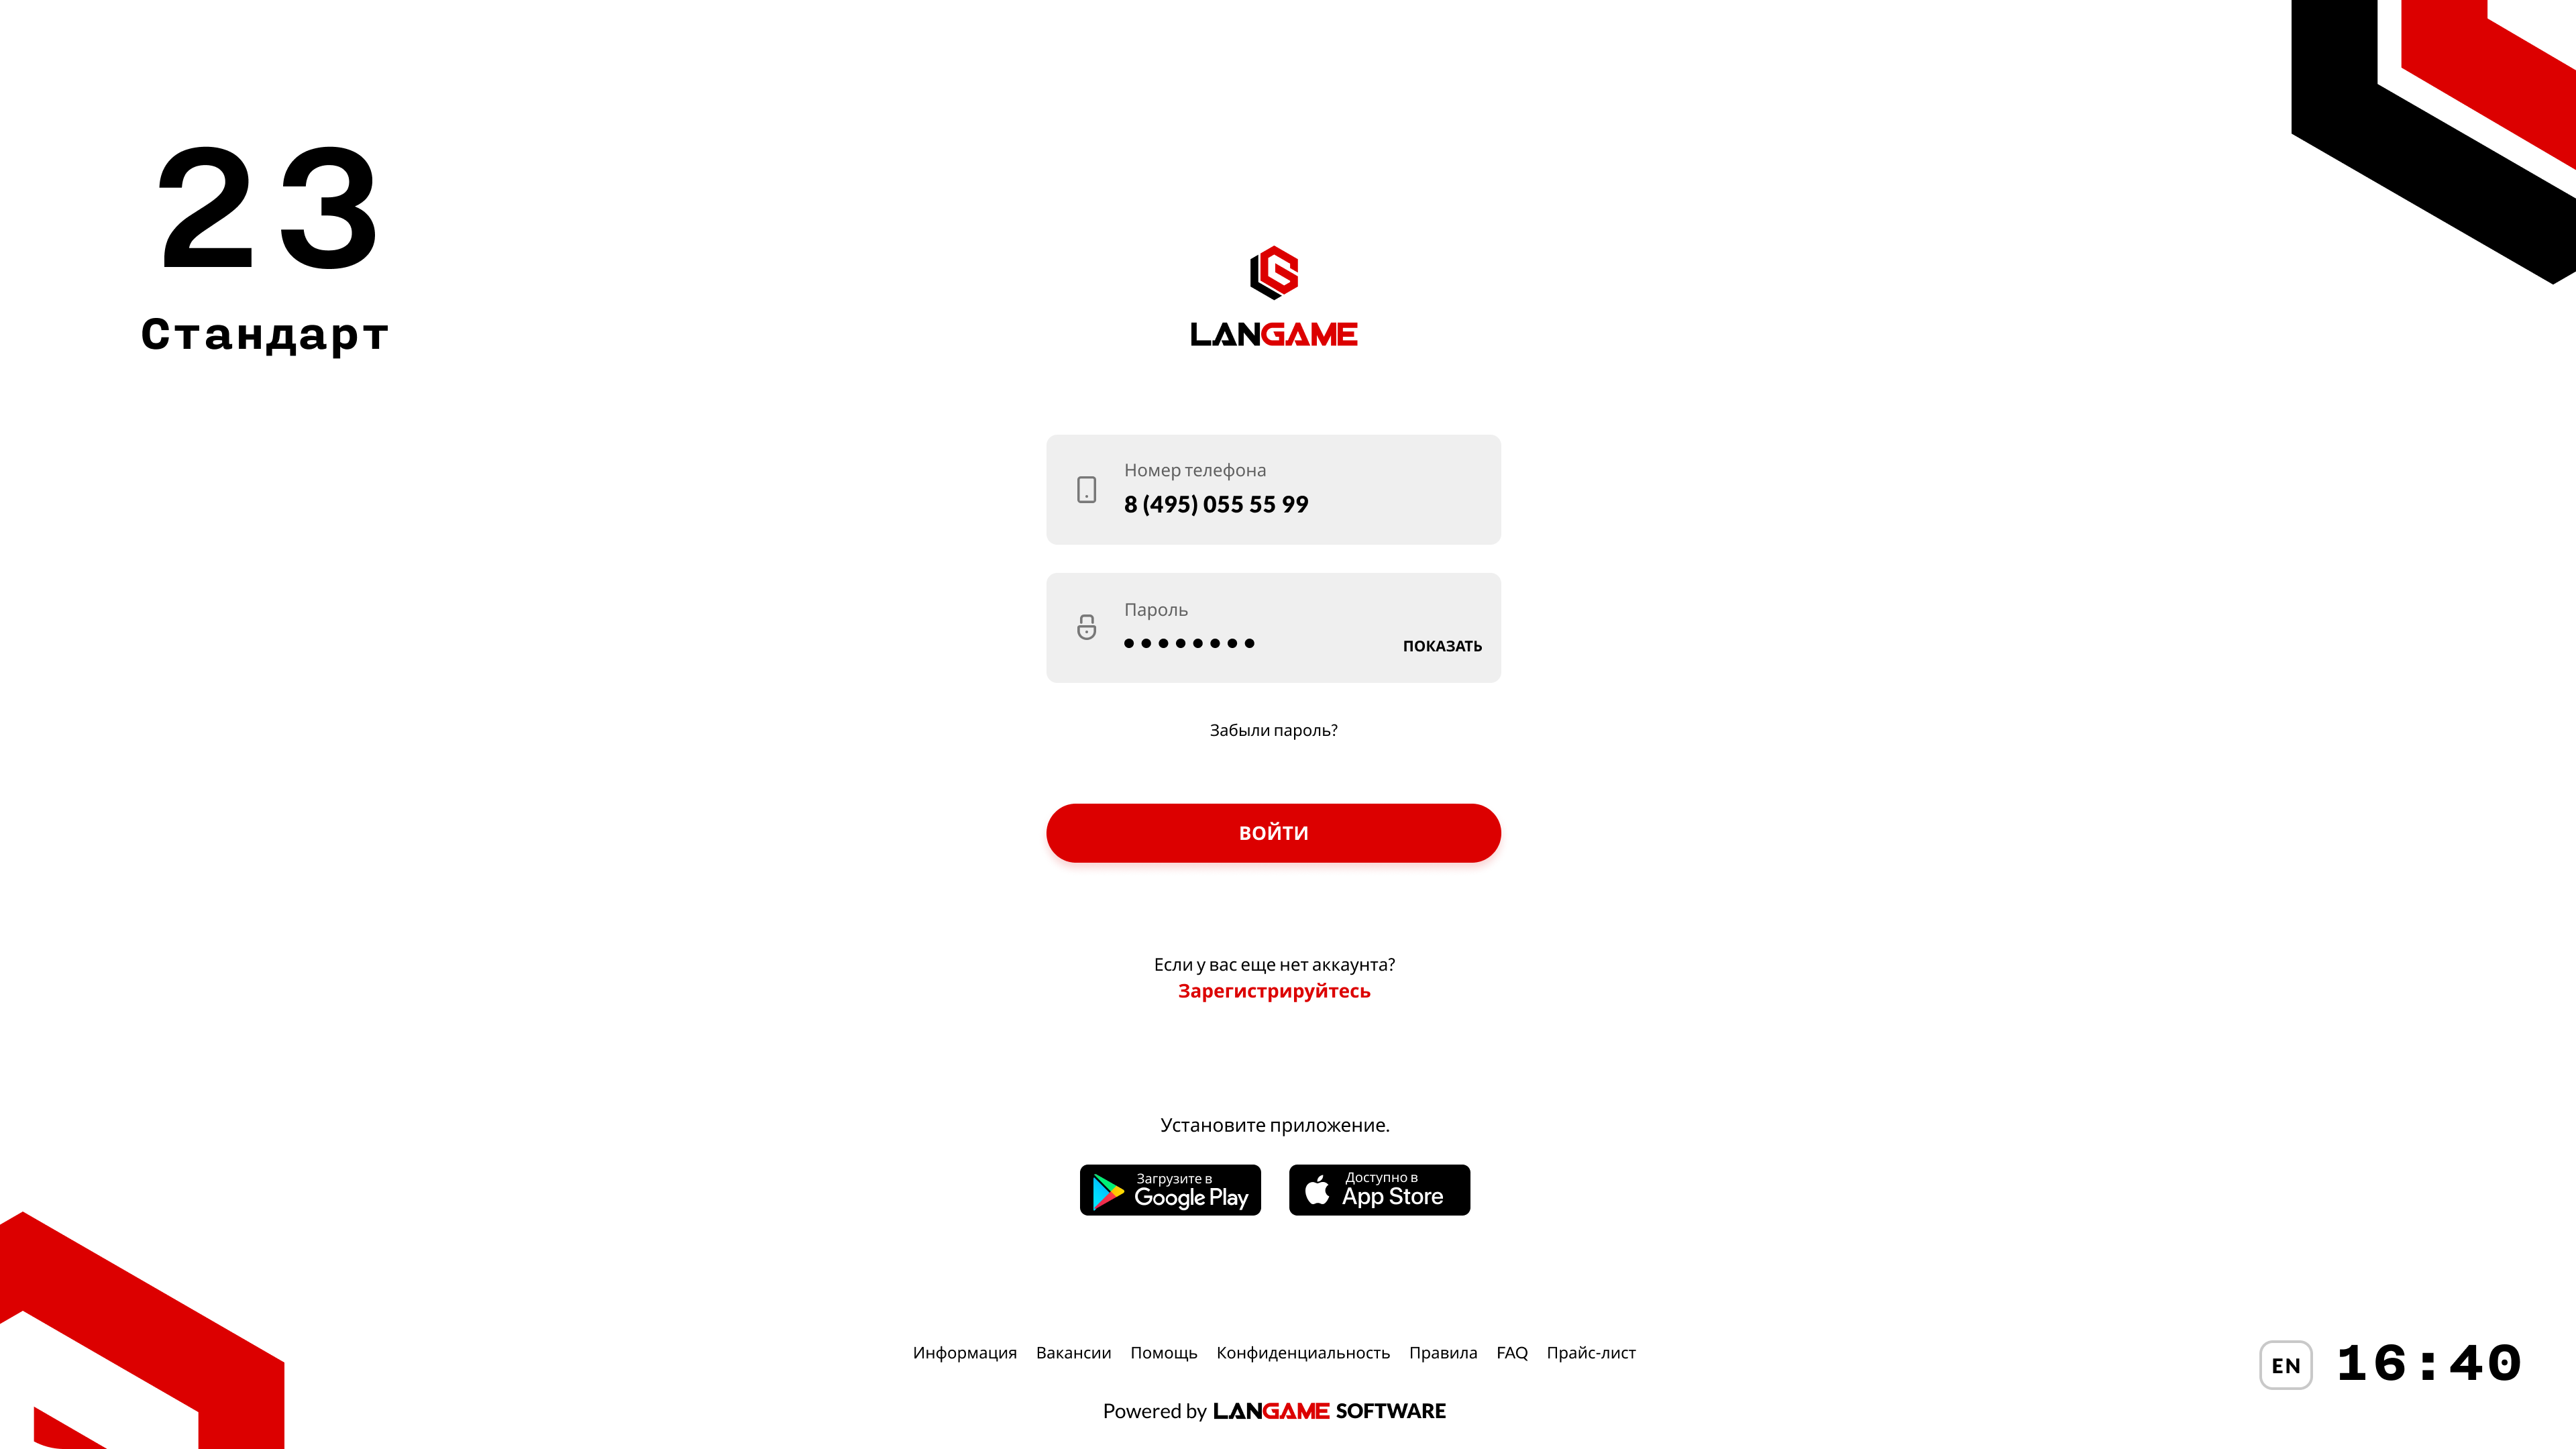 23
Стандарт
LANGAME
Номер телефона
8 (495) 055 55 99
Пароль
ПОКАЗАТЬ
Забыли пароль?
ВОЙТИ
Если у вас еще нет аккаунта?
Зарегистрируйтесь
Установите приложение.
Загрузите в
Google Play
Доступно в
App Store
Информация Вакансии Помощь Конфиденциальность Правила FAQ Прайс-лист
EN 16:40
Powered by LANGAME SOFTWARE